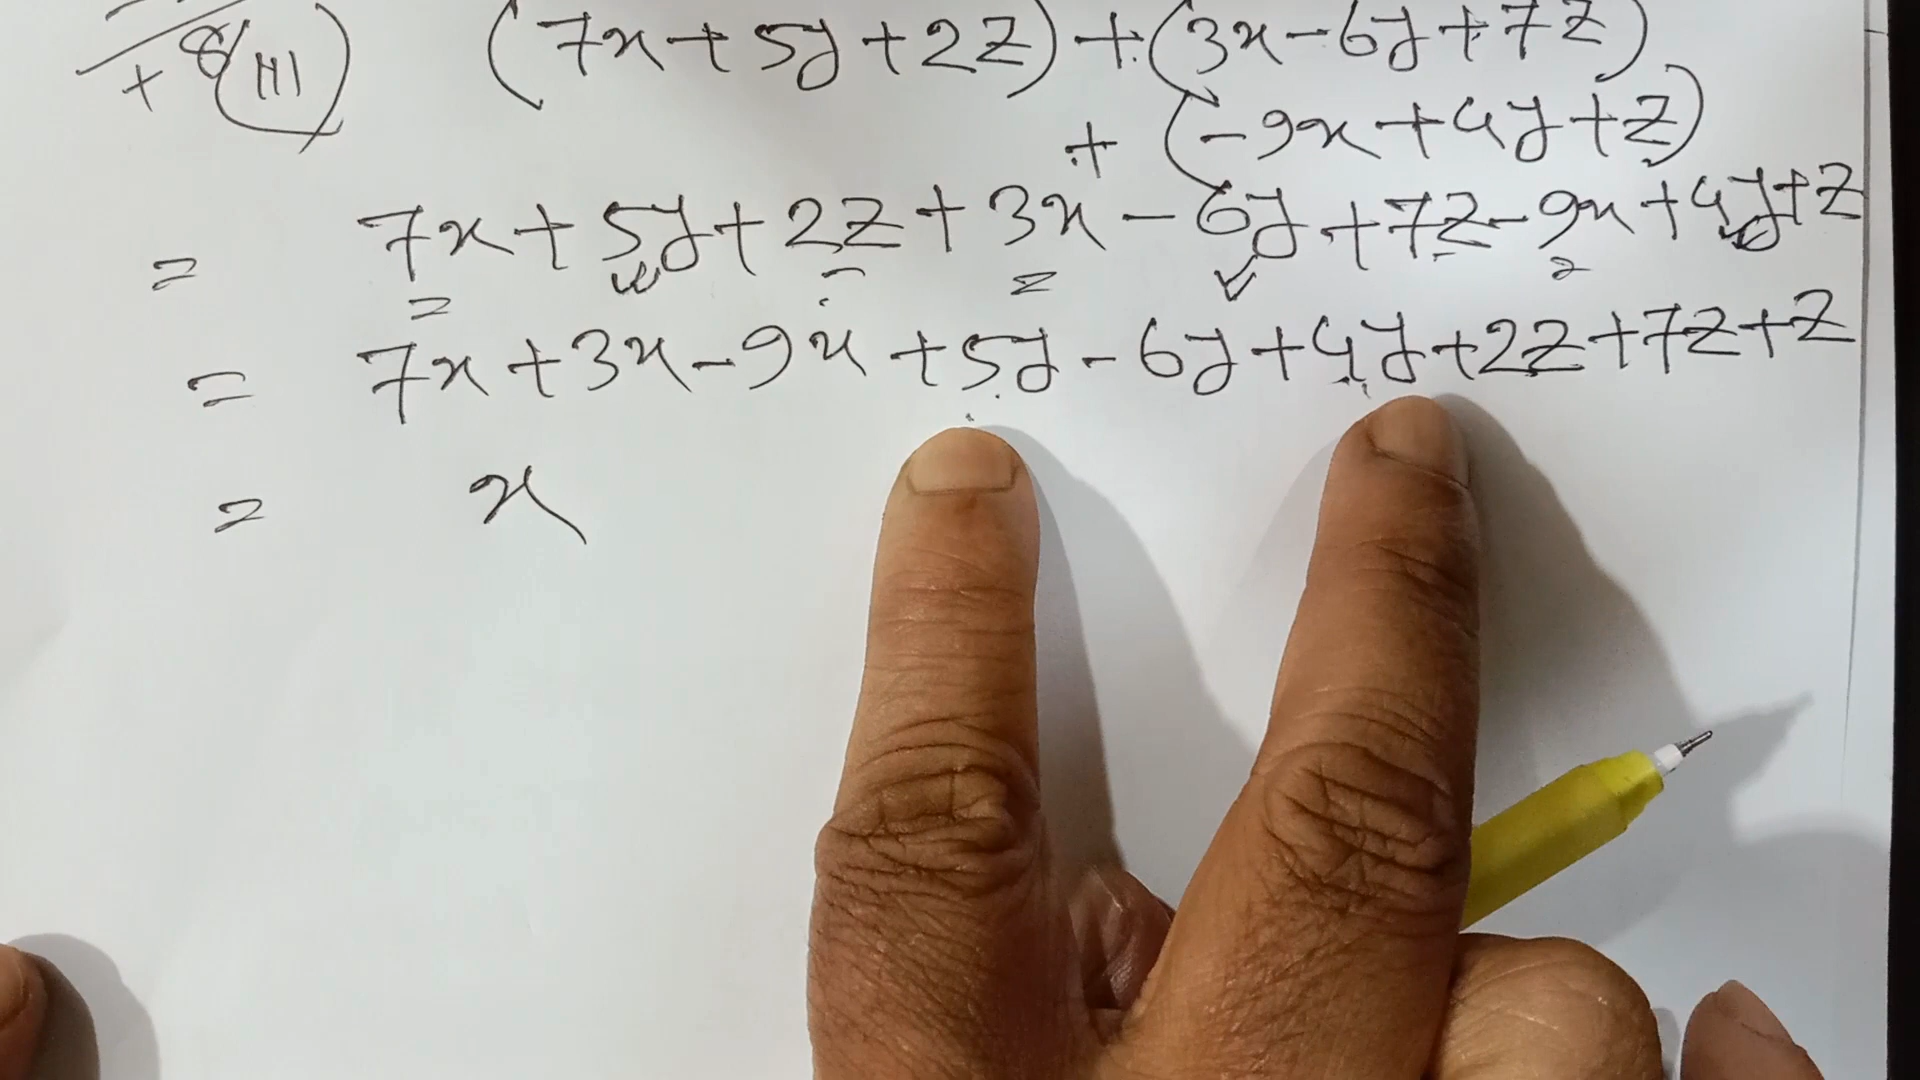 8(III) (7x+5y+2z)+(3x-6y+7z)
+ (-9x+4y+z)
= 7x+5y+2z+3x-6y+7z-9x+4y+z
= 7x+3x-9x+5y-6y+4y+2z+7z+z
= x